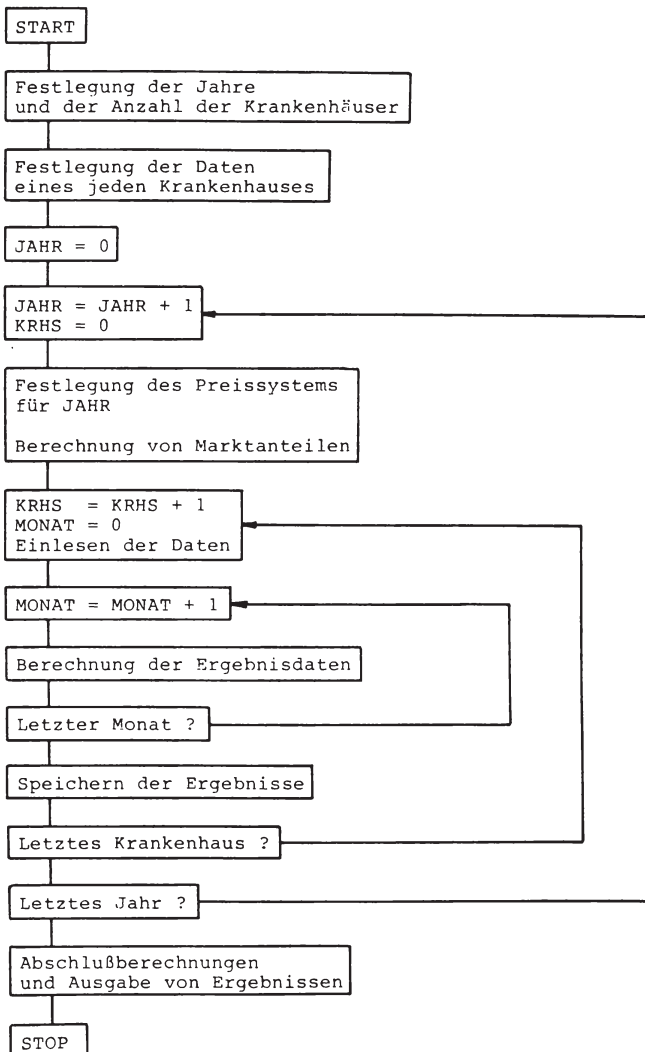 START
Festlegung der Jahre
und der Anzahl der Krankenhäuser
Festlegung der Daten
eines jeden Krankenhauses
JAHR = 0
JAHR = JAHR + 1
KRHS = 0
Festlegung des Preissystems
für JAHR
Berechnung von Marktanteilen
KRHS  = KRHS + 1
MONAT = 0
Einlesen der Daten
MONAT = MONAT + 1
Berechnung der Ergebnisdaten
Letzter Monat ?
Speichern der Ergebnisse
Letztes Krankenhaus ?
Letztes Jahr ?
Abschlußberechnungen
und Ausgabe von Ergebnissen
STOP